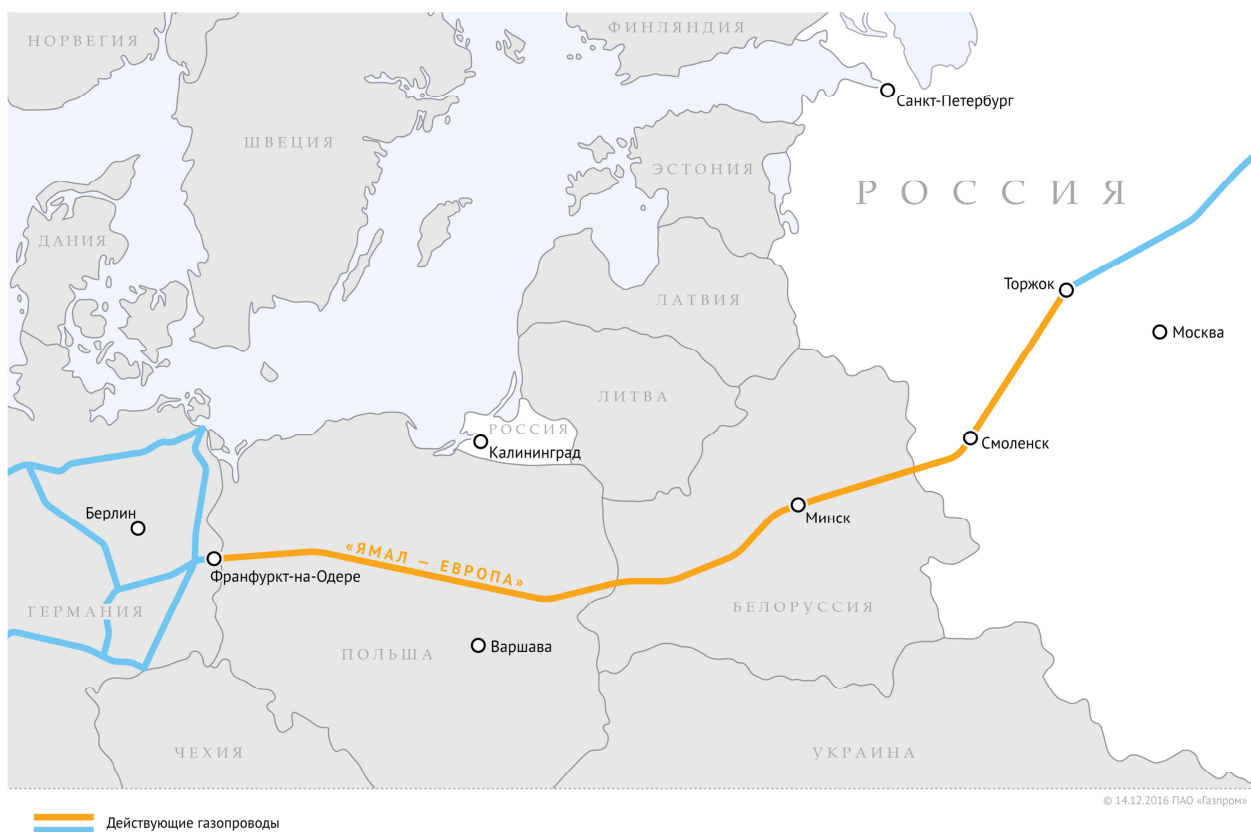 НОРВЕГИЯ
ФИНЛЯНДИЯ
Санкт-Петербург
ШВЕЦИЯ
ЭСТОНИЯ
РОССИЯ
ДАНИЯ
Торжок
ЛАТВИЯ
Москва
ЛИТВА
РОССИЯ
Калининград
Смоленск
Берлин
Минск
«ЯМАЛ – ЕВРОПА»
Франфуркт-на-Одере
ГЕРМАНИЯ
БЕЛОРУССИЯ
Варшава
ПОЛЬША
ЧЕХИЯ
УКРАИНА
© 14.12.2016 ПАО «Газпром»
Действующие газопроводы